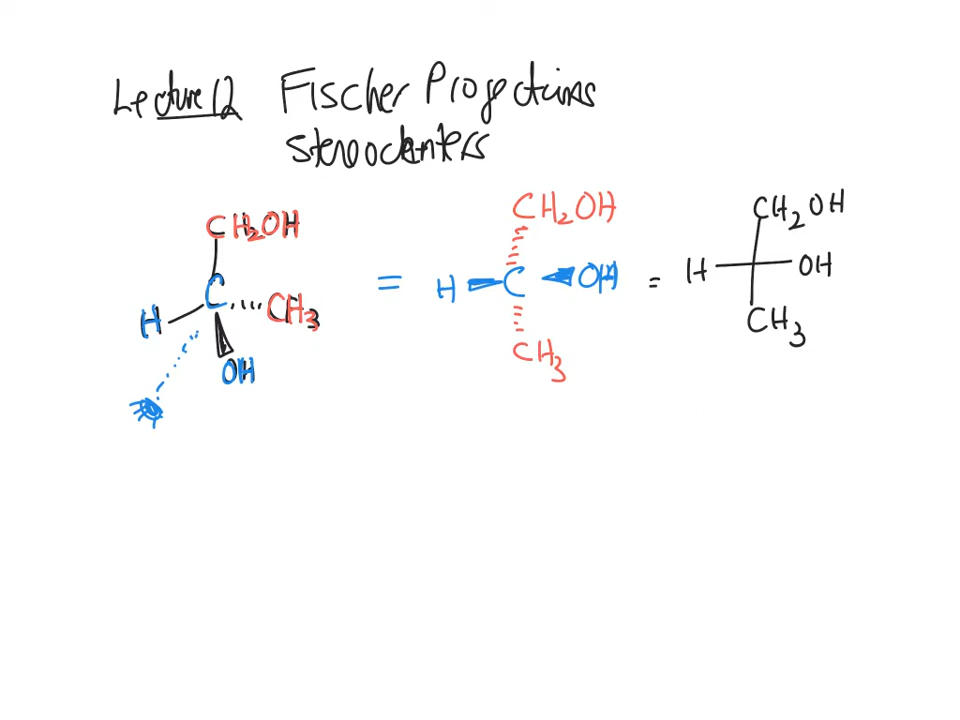 Lecture 12 Fischer Projections
stereocenters
CH2OH
C
H
CH3
OH
=
CH2OH
H C OH
CH3
=
CH2OH
H OH
CH3